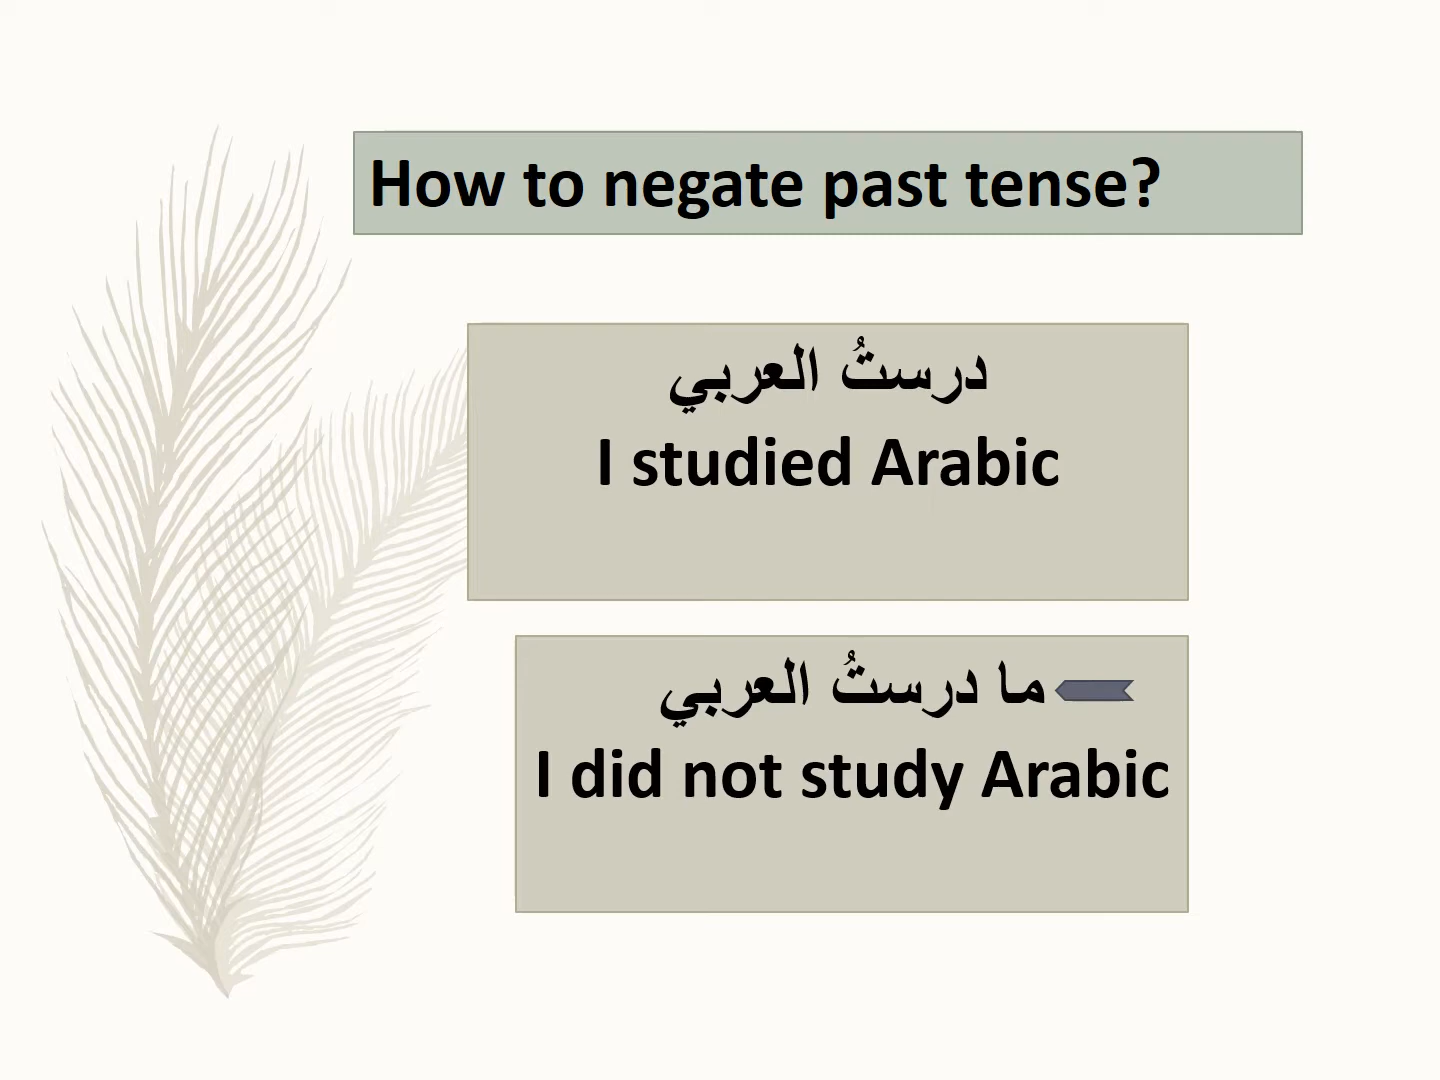 How to negate past tense?
درستُ العربي
I studied Arabic
ما درستُ العربي
I did not study Arabic